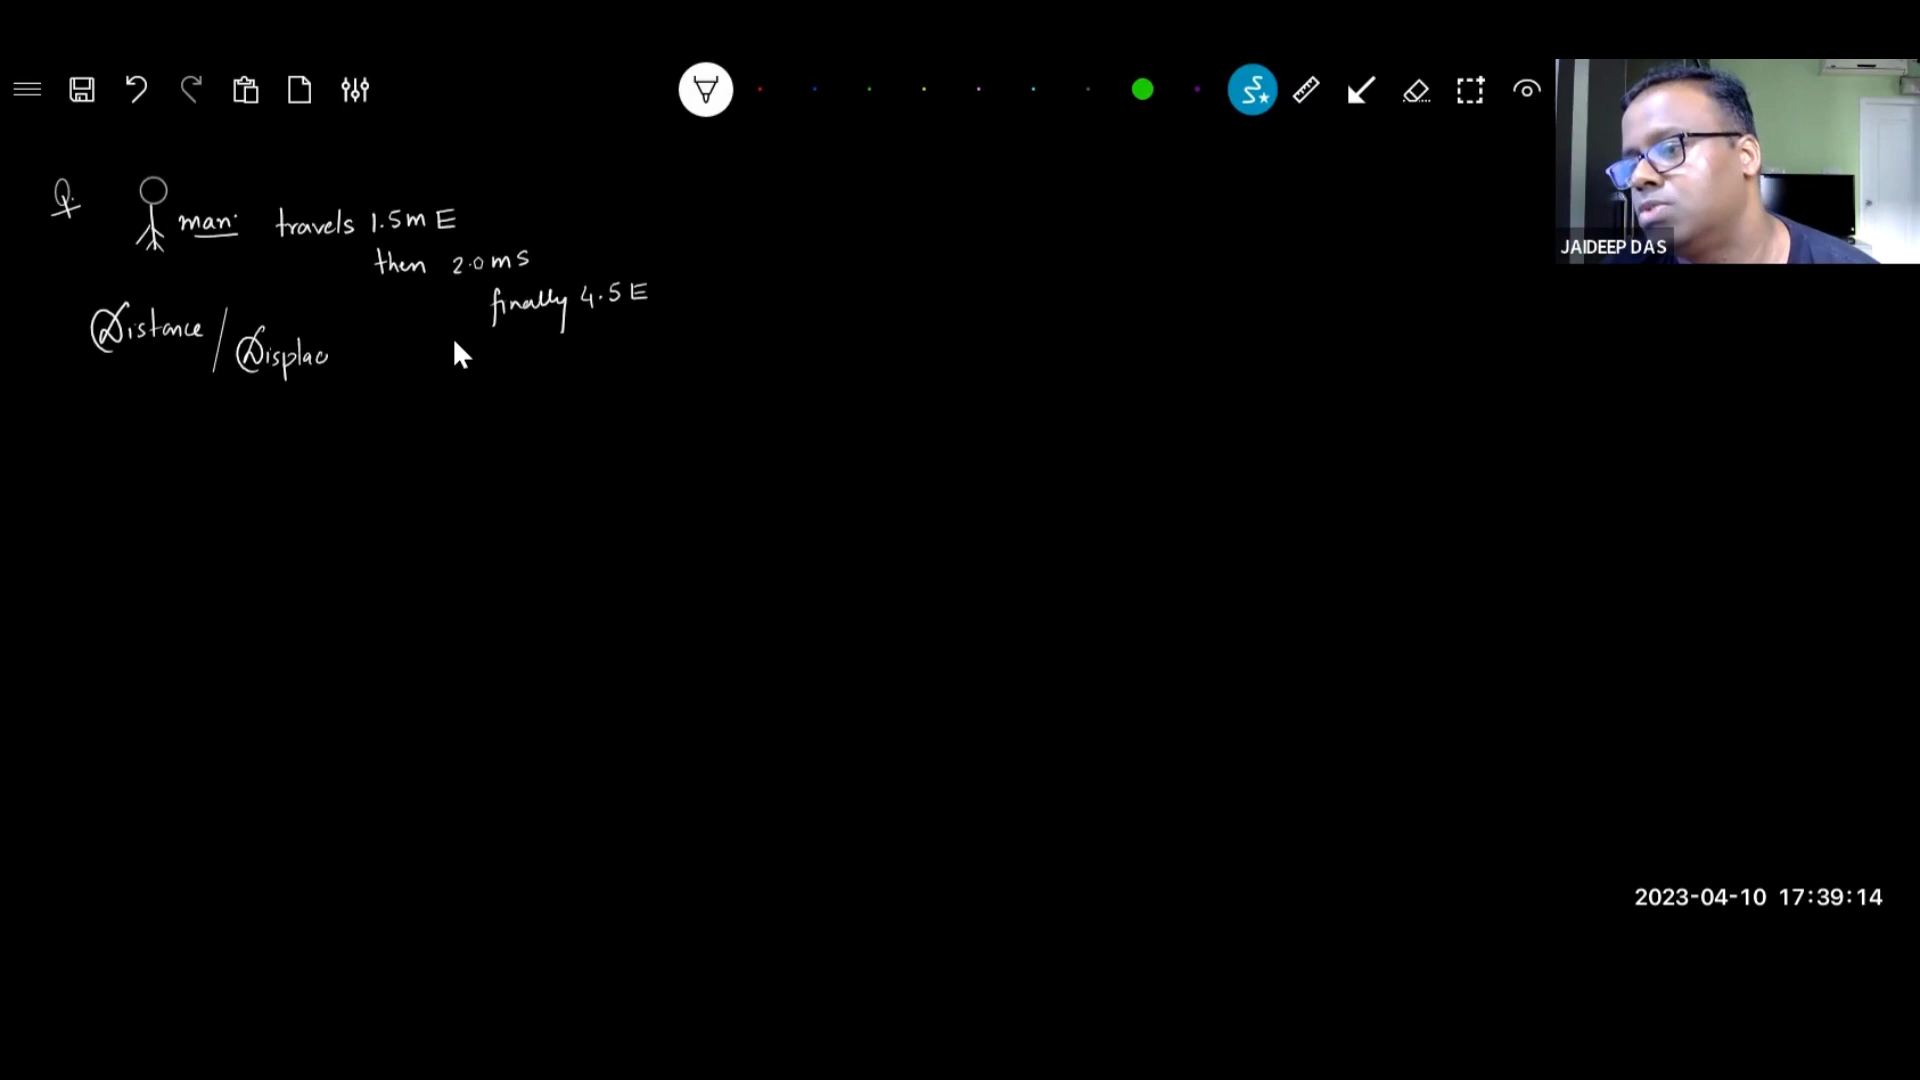 Q. man: travels 1.5m E
then 2.0 m S
finally 4.5 E
Distance / Displac
JAIDEEP DAS
2023-04-10 17:39:14